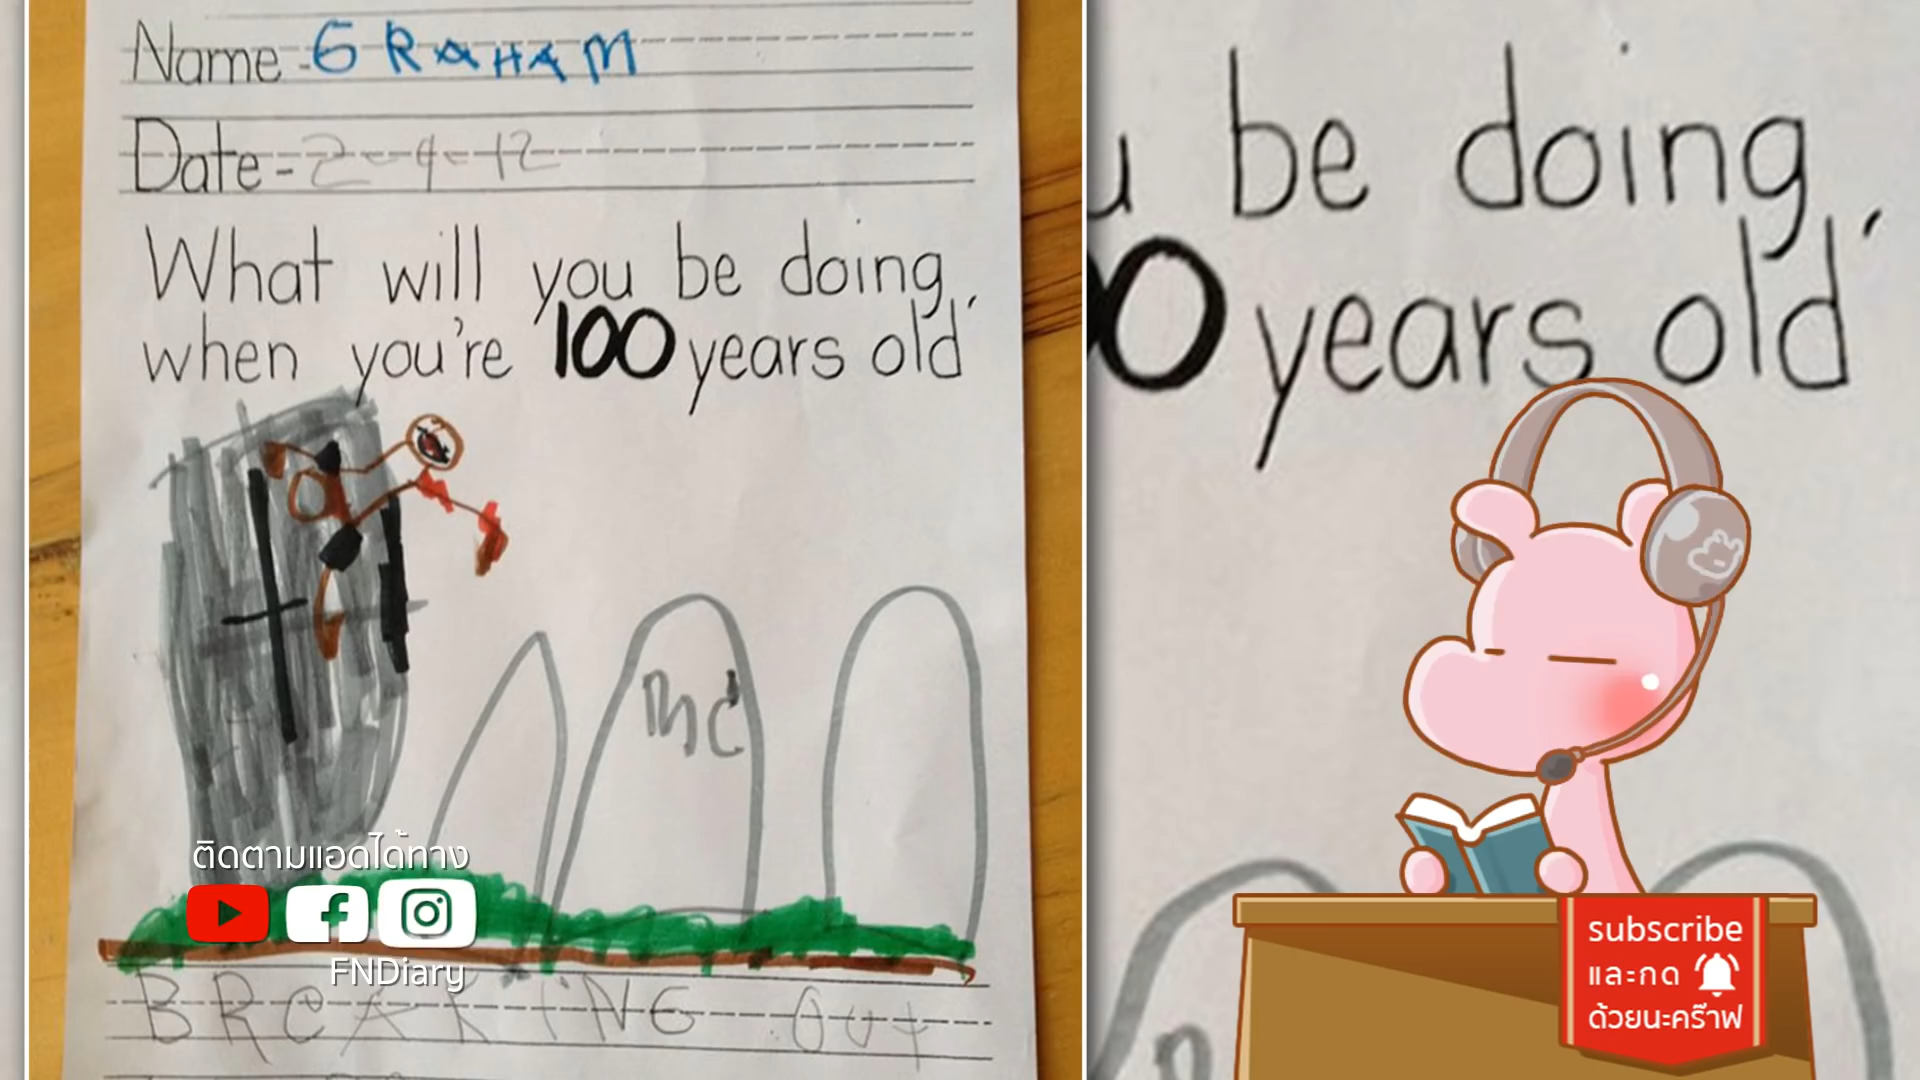 Name - GRAHAM
Date - 2-4-12
What will you be doing,
when you're 100 years old
mc
BREAKING out
ติดตามแอดได้ทาง
FNDiary
u be doing,
00 years old
subscribe
และกด
ด้วยนะคร๊าฟ